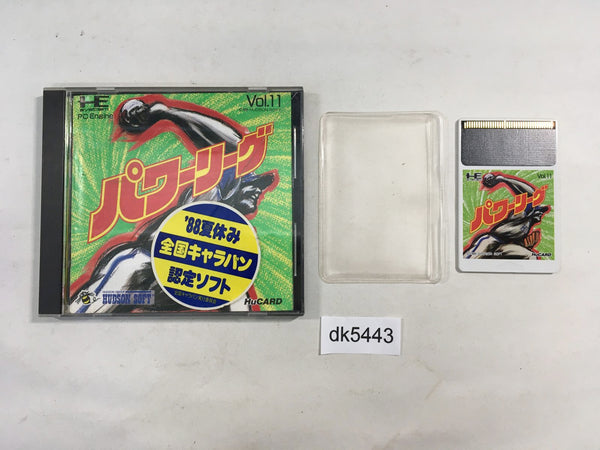 HE
PC Engine
Vol.11
パワーリーグ
'88夏休み
全国キャラバン
認定ソフト
HUDSON SOFT
HuCARD
HE
Vol.11
パワーリーグ
HuCARD
dk5443